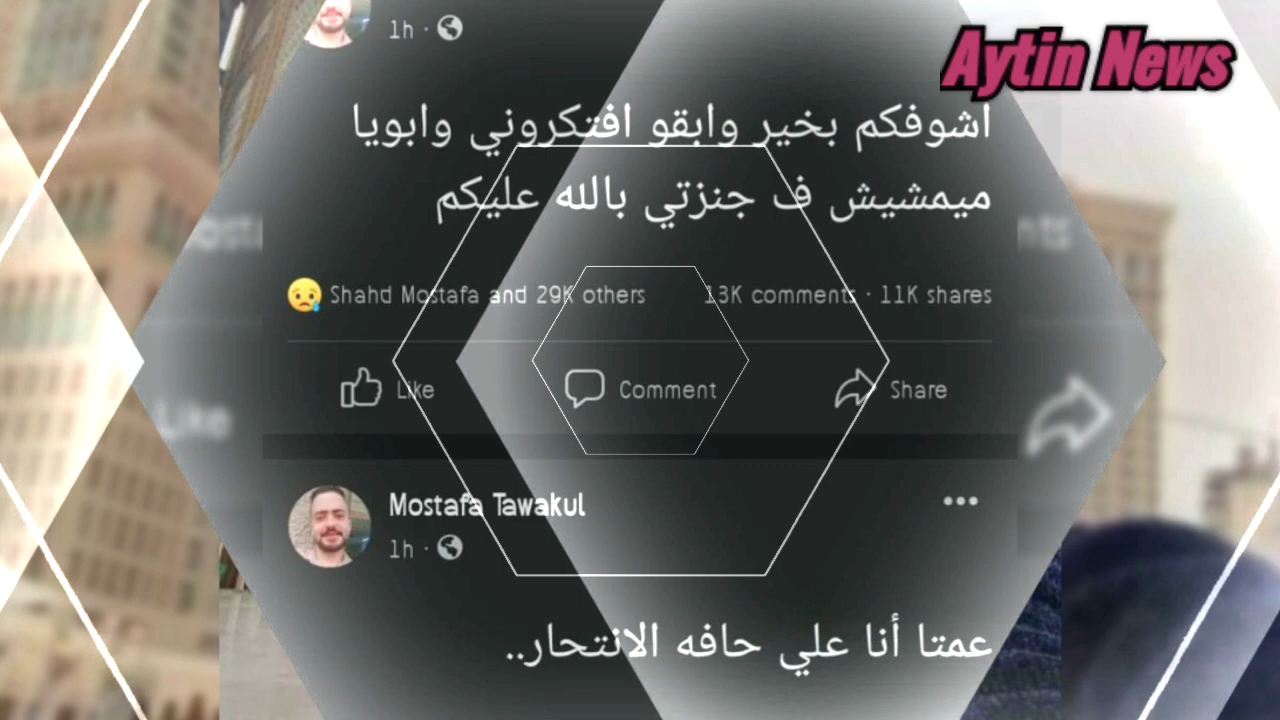 Aytin News
1h ·
اشوفكم بخير وابقو افتكروني وابويا
ميمشيش ف جنزتي بالله عليكم
Shahd Mostafa and 29K others 13K comments · 11K shares
Like Comment Share
Like
Mostafa Tawakul
1h ·
عمتا أنا علي حافه الانتحار..